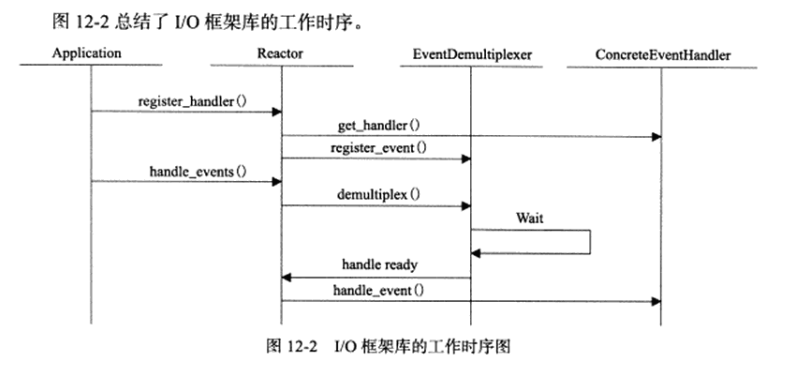 图 12-2 总结了 I/O 框架库的工作时序。
Application Reactor EventDemultiplexer ConcreteEventHandler
register_handler()
get_handler()
register_event()
handle_events()
demultiplex()
Wait
handle ready
handle_event()
图 12-2 I/O 框架库的工作时序图